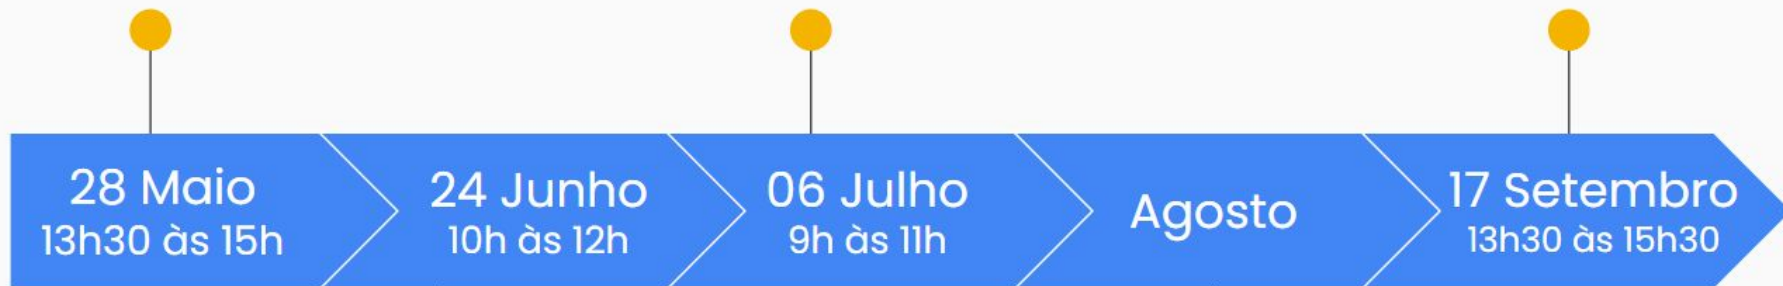 28 Maio
13h30 às 15h
24 Junho
10h às 12h
06 Julho
9h às 11h
Agosto
17 Setembro
13h30 às 15h30